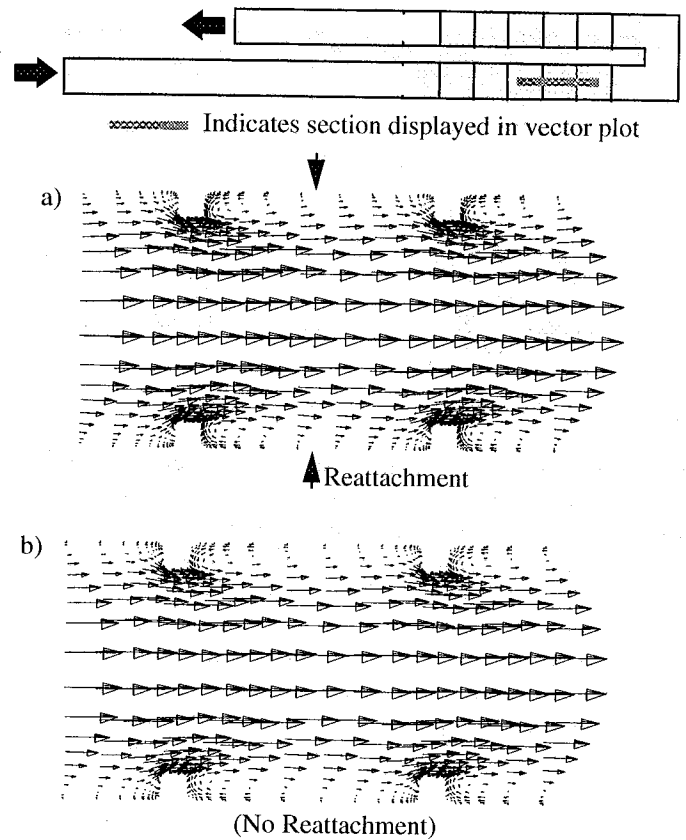 Indicates section displayed in vector plot
a)
Reattachment
b)
(No Reattachment)